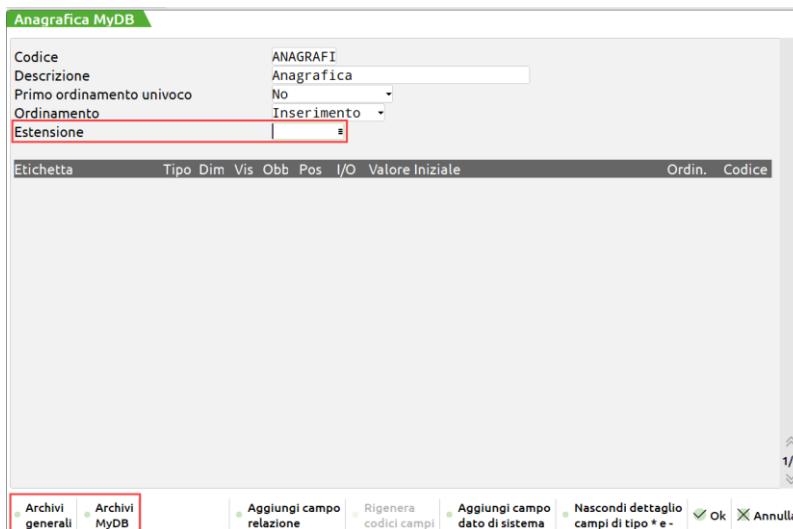 Anagrafica MyDB
Codice ANAGRAFI
Descrizione Anagrafica
Primo ordinamento univoco No
Ordinamento Inserimento
Estensione
Etichetta Tipo Dim Vis Obb Pos I/O Valore Iniziale Ordin. Codice
1/
Archivi generali
Archivi MyDB
Aggiungi campo relazione
Rigenera codici campi
Aggiungi campo dato di sistema
Nascondi dettaglio campi di tipo * e -
Ok
Annulla